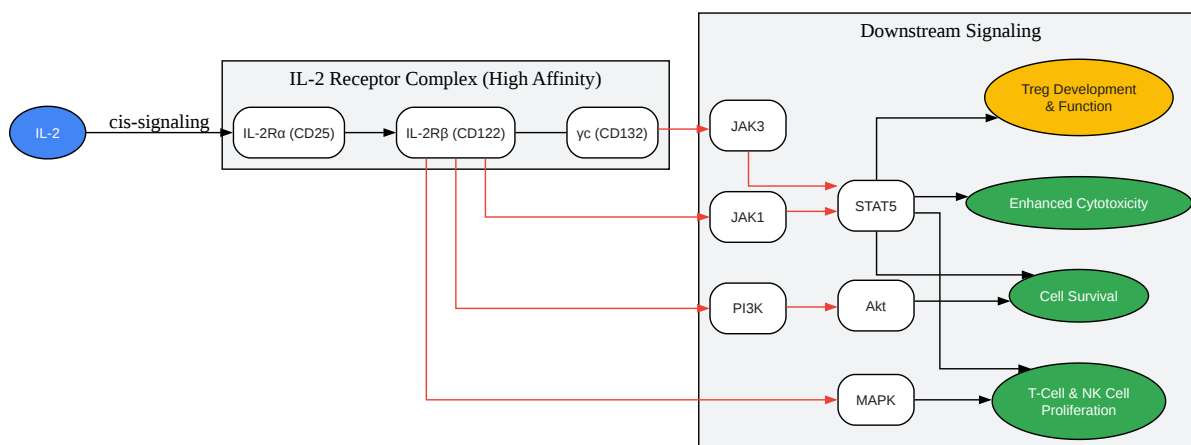 Downstream Signaling
IL-2 Receptor Complex (High Affinity)
IL-2
cis-signaling
IL-2Rα (CD25)
IL-2Rβ (CD122)
γc (CD132)
JAK3
JAK1
STAT5
PI3K
Akt
MAPK
Treg Development
& Function
Enhanced Cytotoxicity
Cell Survival
T-Cell & NK Cell
Proliferation